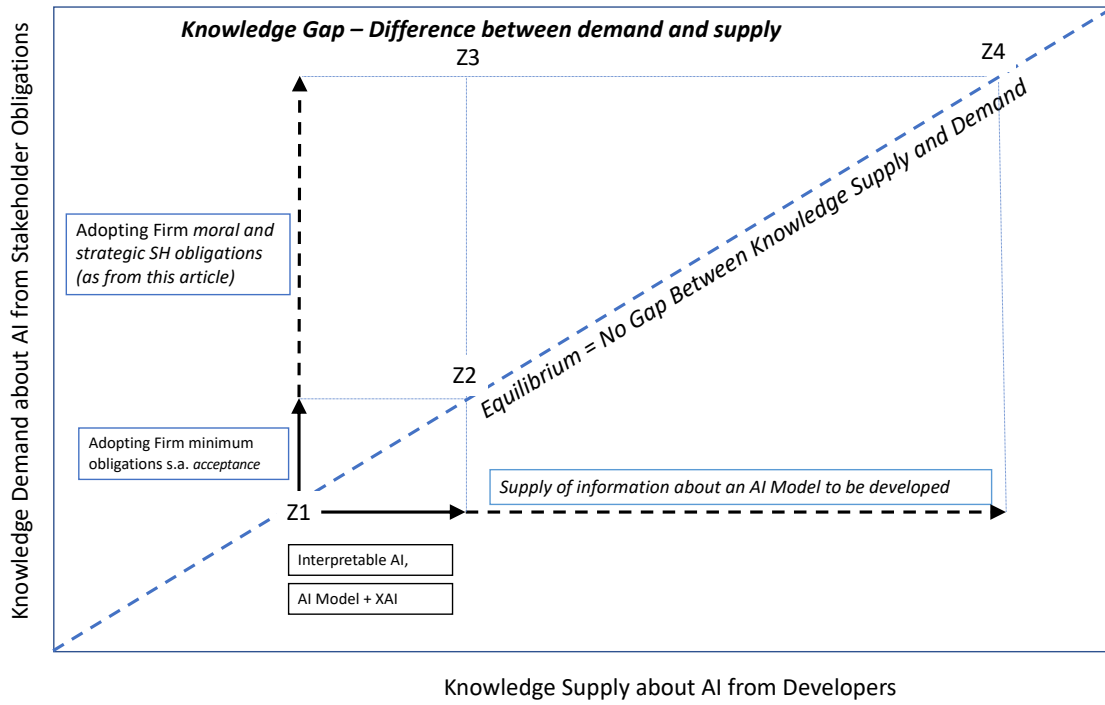 Knowledge Gap – Difference between demand and supply
Z3
Z4
Knowledge Demand about AI from Stakeholder Obligations
Equilibrium = No Gap Between Knowledge Supply and Demand
Adopting Firm moral and
strategic SH obligations
(as from this article)
Z2
Adopting Firm minimum
obligations s.a. acceptance
Supply of information about an AI Model to be developed
Z1
Interpretable AI,
AI Model + XAI
Knowledge Supply about AI from Developers